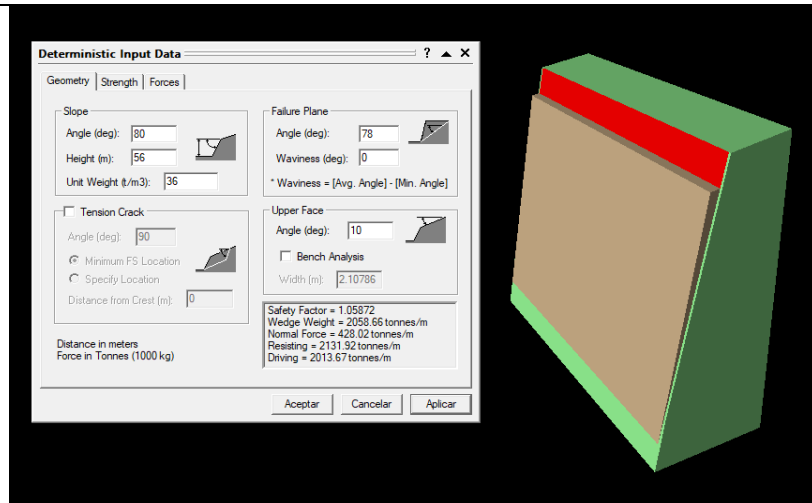 Deterministic Input Data ? ▲ ×
Geometry Strength Forces
Slope
Angle (deg): 80
Height (m): 56
Unit Weight (t/m3): 36
Failure Plane
Angle (deg): 78
Waviness (deg): 0
* Waviness = [Avg. Angle] - [Min. Angle]
Tension Crack
Angle (deg): 90
Minimum FS Location
Specify Location
Distance from Crest (m): 0
Upper Face
Angle (deg): 10
Bench Analysis
Width (m): 2.10786
Distance in meters
Force in Tonnes (1000 kg)
Safety Factor = 1.05872
Wedge Weight = 2058.66 tonnes/m
Normal Force = 428.02 tonnes/m
Resisting = 2131.92 tonnes/m
Driving = 2013.67 tonnes/m
Aceptar Cancelar Aplicar